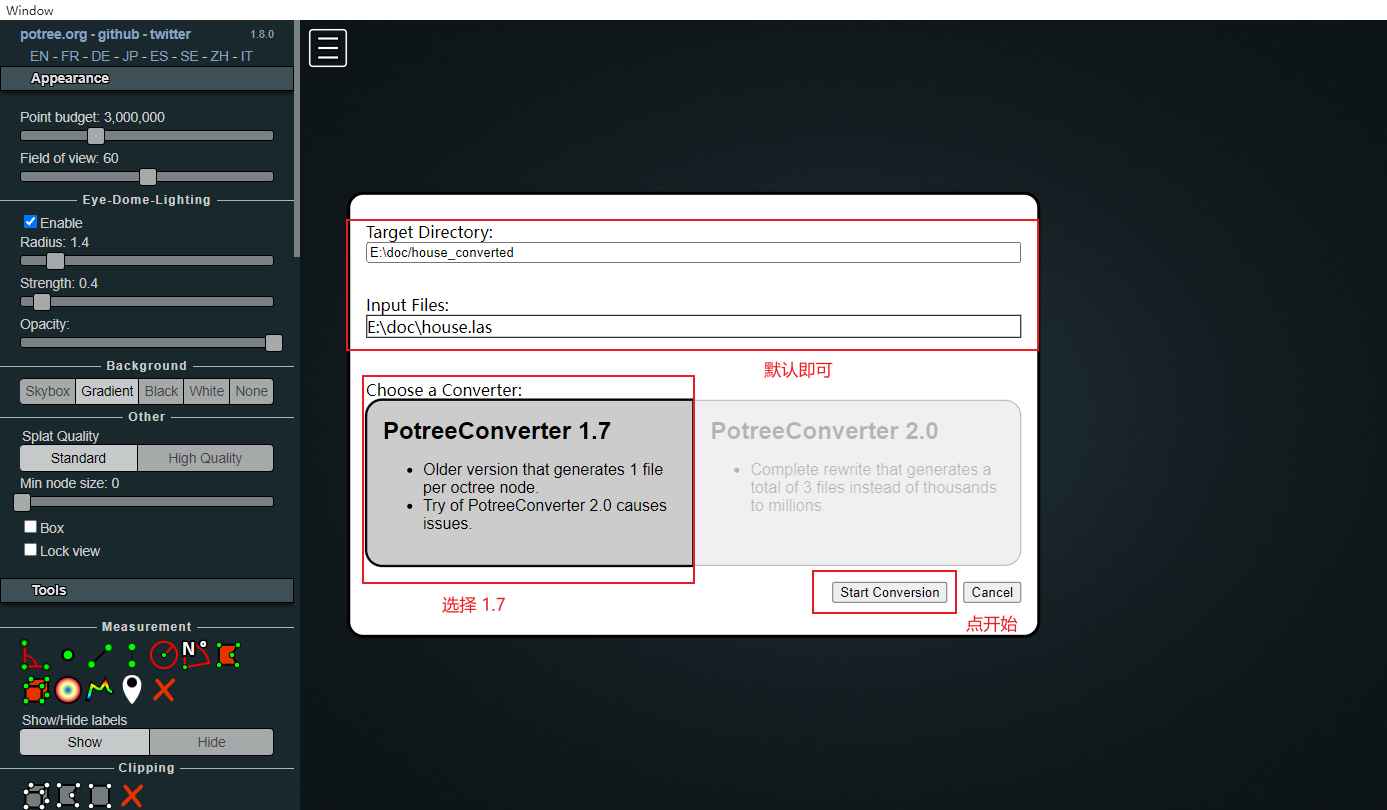 Window
potree.org - github - twitter 1.8.0
EN - FR - DE - JP - ES - SE - ZH - IT
Appearance
Point budget: 3,000,000
Field of view: 60
Eye-Dome-Lighting
Enable
Radius: 1.4
Strength: 0.4
Opacity:
Background
Skybox Gradient Black White None
Other
Splat Quality
Standard High Quality
Min node size: 0
Box
Lock view
Tools
Measurement
N°
Show/Hide labels
Show Hide
Clipping
Target Directory:
E:\doc/house_converted
Input Files:
E:\doc\house.las
默认即可
Choose a Converter:
PotreeConverter 1.7
Older version that generates 1 file
per octree node.
Try of PotreeConverter 2.0 causes
issues.
PotreeConverter 2.0
Complete rewrite that generates a
total of 3 files instead of thousands
to millions
选择 1.7
Start Conversion Cancel
点开始